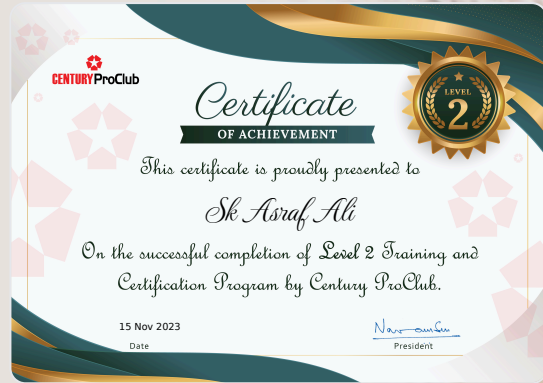 CENTURY ProClub
Certificate
OF ACHIEVEMENT
LEVEL
2
This certificate is proudly presented to
Sk Asraf Ali
On the successful completion of Level 2 Training and
Certification Program by Century ProClub.
15 Nov 2023
Date
President